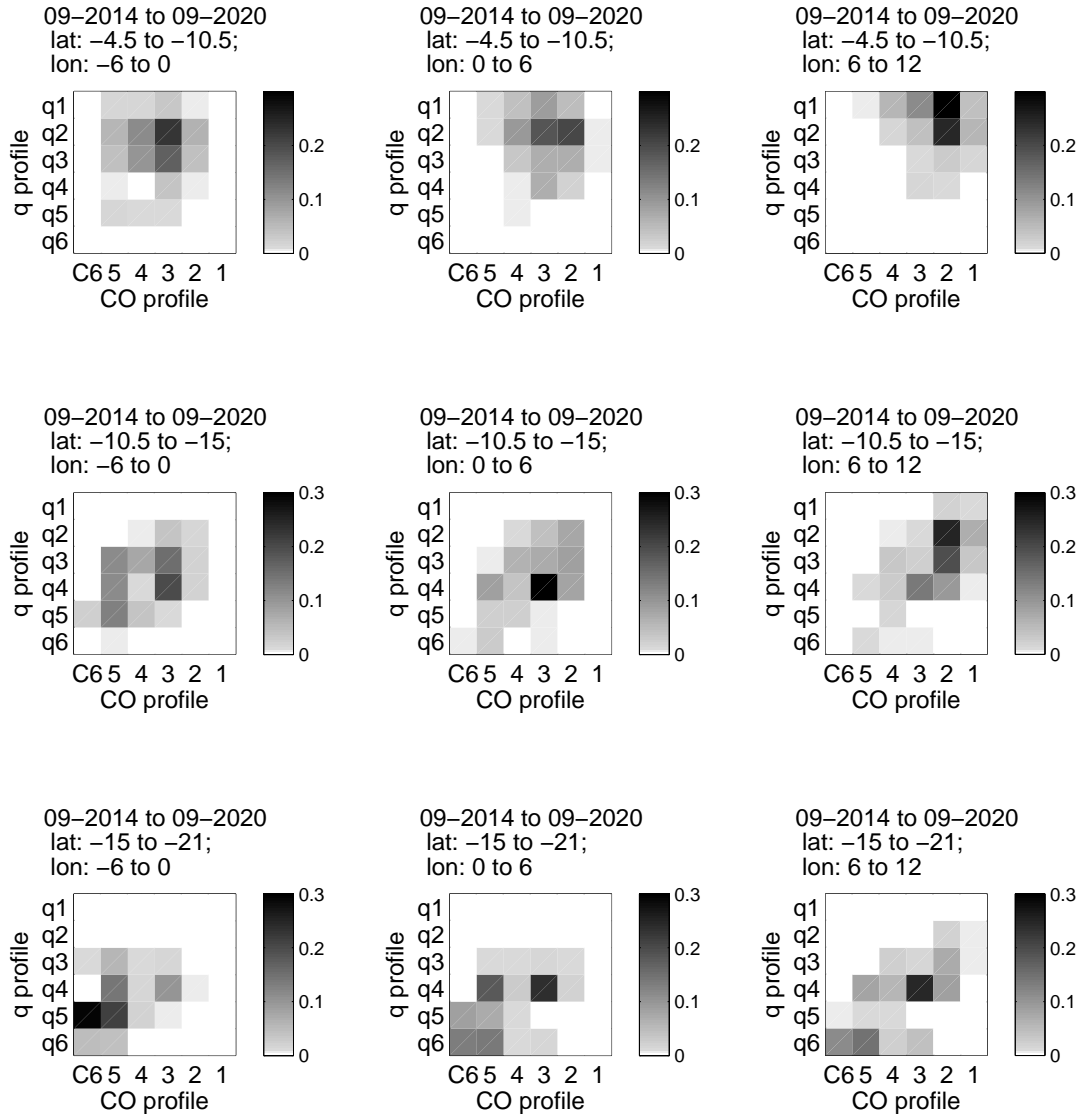 09−2014 to 09−2020
lat: −4.5 to −10.5;
lon: −6 to 0
q profile
q1
q2
q3
q4
q5
q6
C6 5 4 3 2 1
CO profile
0.2
0.1
0
09−2014 to 09−2020
lat: −4.5 to −10.5;
lon: 0 to 6
q profile
q1
q2
q3
q4
q5
q6
C6 5 4 3 2 1
CO profile
0.2
0.1
0
09−2014 to 09−2020
lat: −4.5 to −10.5;
lon: 6 to 12
q profile
q1
q2
q3
q4
q5
q6
C6 5 4 3 2 1
CO profile
0.2
0.1
0
09−2014 to 09−2020
lat: −10.5 to −15;
lon: −6 to 0
q profile
q1
q2
q3
q4
q5
q6
C6 5 4 3 2 1
CO profile
0.3
0.2
0.1
0
09−2014 to 09−2020
lat: −10.5 to −15;
lon: 0 to 6
q profile
q1
q2
q3
q4
q5
q6
C6 5 4 3 2 1
CO profile
0.3
0.2
0.1
0
09−2014 to 09−2020
lat: −10.5 to −15;
lon: 6 to 12
q profile
q1
q2
q3
q4
q5
q6
C6 5 4 3 2 1
CO profile
0.3
0.2
0.1
0
09−2014 to 09−2020
lat: −15 to −21;
lon: −6 to 0
q profile
q1
q2
q3
q4
q5
q6
C6 5 4 3 2 1
CO profile
0.3
0.2
0.1
0
09−2014 to 09−2020
lat: −15 to −21;
lon: 0 to 6
q profile
q1
q2
q3
q4
q5
q6
C6 5 4 3 2 1
CO profile
0.3
0.2
0.1
0
09−2014 to 09−2020
lat: −15 to −21;
lon: 6 to 12
q profile
q1
q2
q3
q4
q5
q6
C6 5 4 3 2 1
CO profile
0.3
0.2
0.1
0